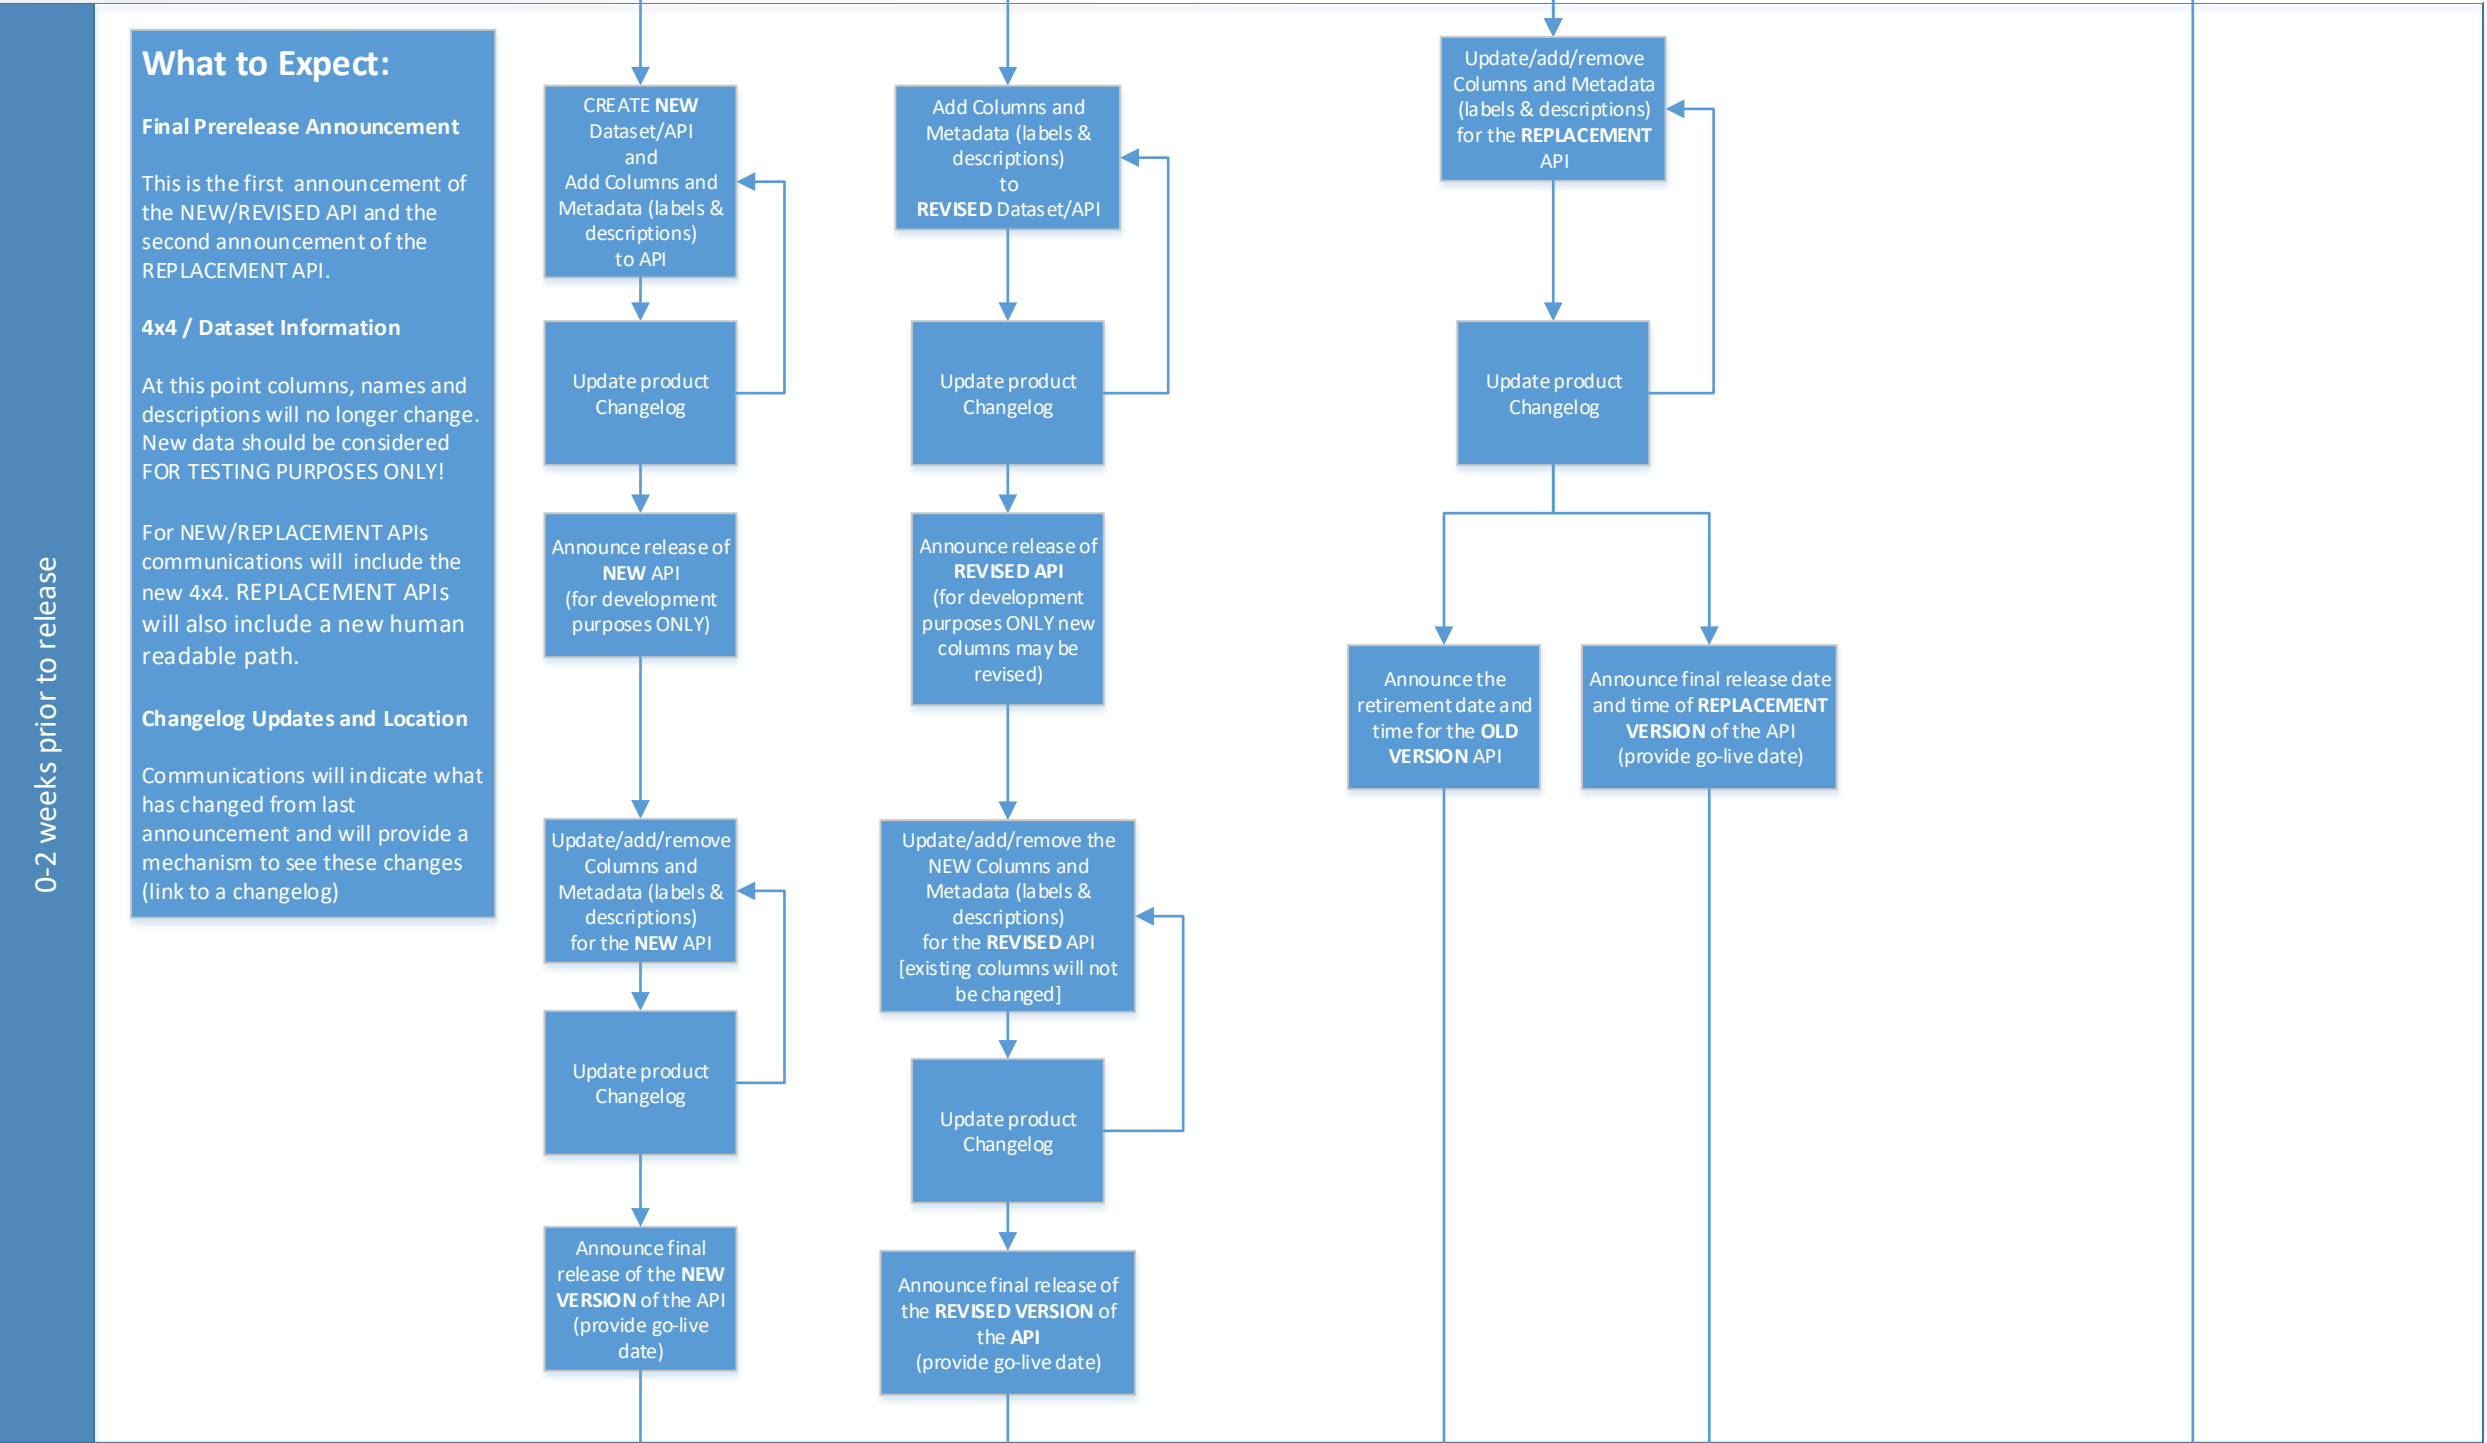 0-2 weeks prior to release
What to Expect:
Final Prerelease Announcement
This is the first announcement of
the NEW/REVISED API and the
second announcement of the
REPLACEMENT API.
4x4 / Dataset Information
At this point columns, names and
descriptions will no longer change.
New data should be considered
FOR TESTING PURPOSES ONLY!
For NEW/REPLACEMENT APIs
communications will include the
new 4x4. REPLACEMENT APIs
will also include a new human
readable path.
Changelog Updates and Location
Communications will indicate what
has changed from last
announcement and will provide a
mechanism to see these changes
(link to a changelog)
CREATE NEW
Dataset/API
and
Add Columns and
Metadata (labels &
descriptions)
to API
Update product
Changelog
Announce release of
NEW API
(for development
purposes ONLY)
Update/add/remove
Columns and
Metadata (labels &
descriptions)
for the NEW API
Update product
Changelog
Announce final
release of the NEW
VERSION of the API
(provide go-live
date)
Add Columns and
Metadata (labels &
descriptions)
to
REVISED Dataset/API
Update product
Changelog
Announce release of
REVISED API
(for development
purposes ONLY new
columns may be
revised)
Update/add/remove the
NEW Columns and
Metadata (labels &
descriptions)
for the REVISED API
[existing columns will not
be changed]
Update product
Changelog
Announce final release of
the REVISED VERSION of
the API
(provide go-live date)
Update/add/remove
Columns and Metadata
(labels & descriptions)
for the REPLACEMENT
API
Update product
Changelog
Announce the
retirement date and
time for the OLD
VERSION API
Announce final release date
and time of REPLACEMENT
VERSION of the API
(provide go-live date)